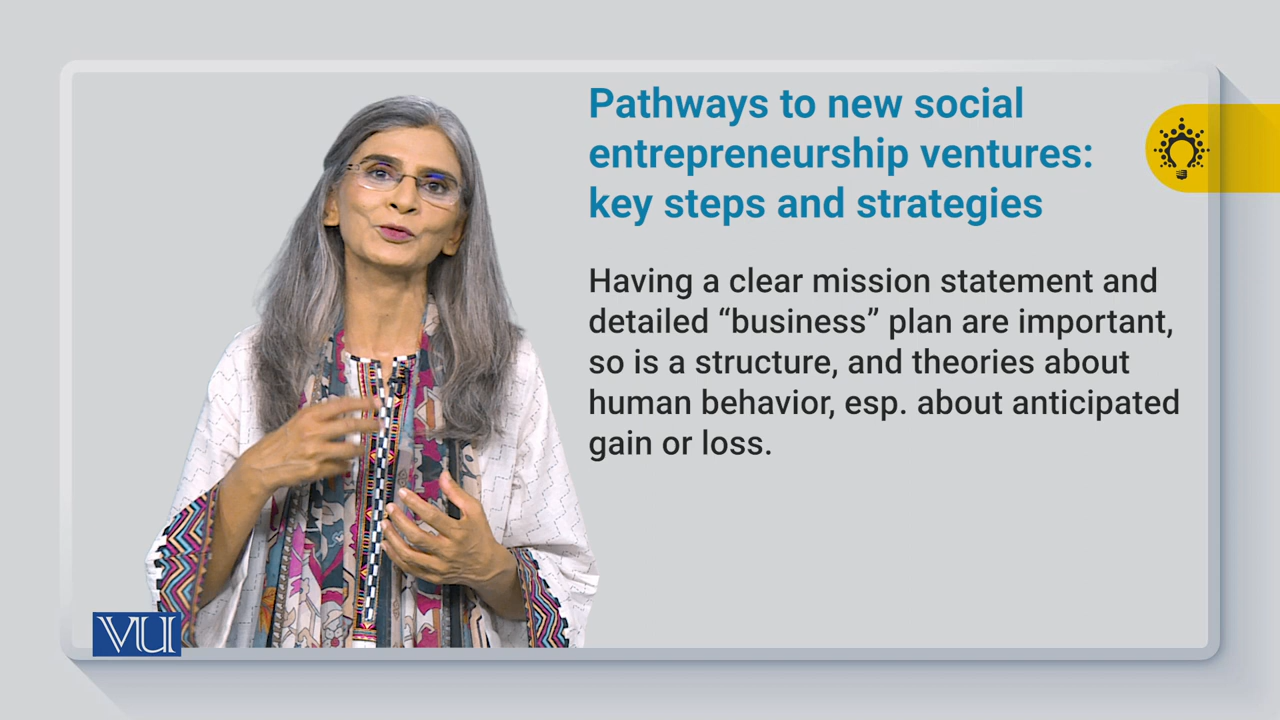 Pathways to new social
entrepreneurship ventures:
key steps and strategies
Having a clear mission statement and
detailed “business” plan are important,
so is a structure, and theories about
human behavior, esp. about anticipated
gain or loss.
VU